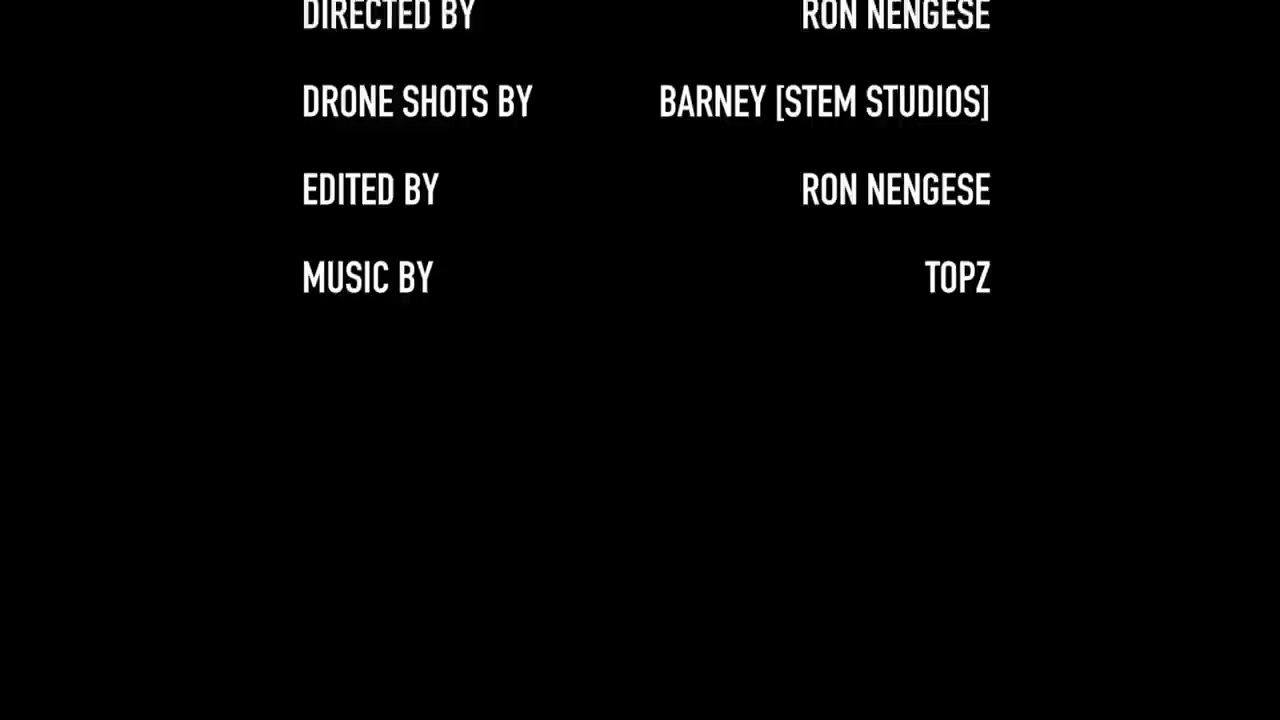 DIRECTED BY RON NENGESE
DRONE SHOTS BY BARNEY [STEM STUDIOS]
EDITED BY RON NENGESE
MUSIC BY TOPZ